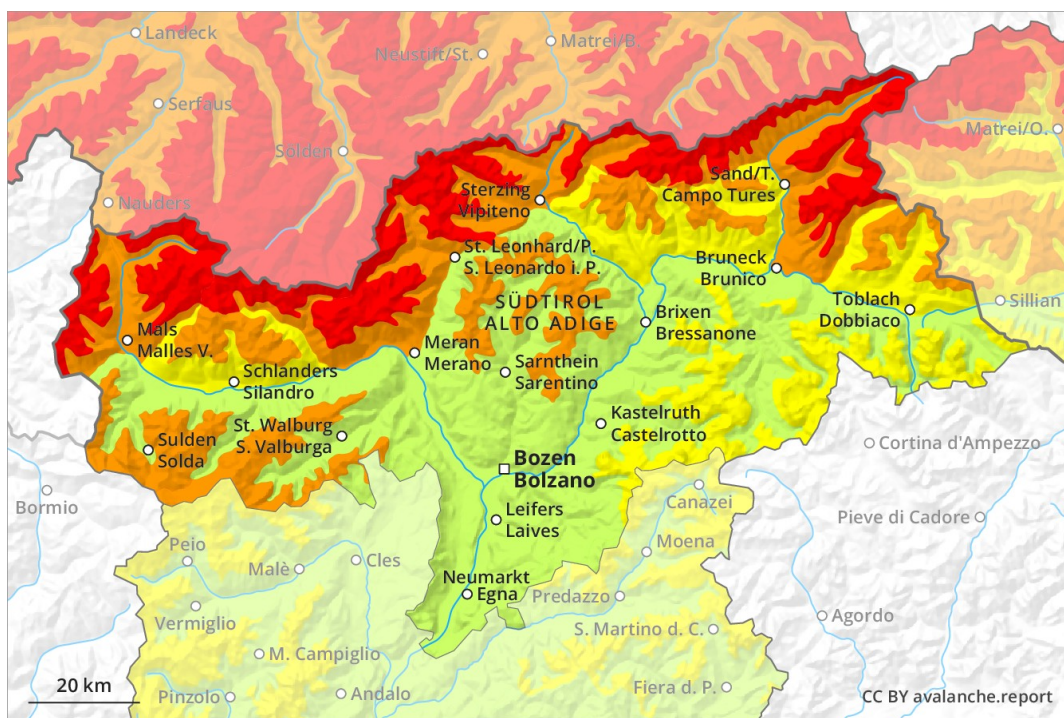 Landeck
Neustift/St.
Matrei/B.
Serfaus
Sölden
Matrei/O.
Nauders
Sterzing
Vipiteno
Sand/T.
Campo Tures
St. Leonhard/P.
S. Leonardo i. P.
Bruneck
Brunico
SÜDTIROL
ALTO ADIGE
Toblach
Dobbiaco
Sillian
Brixen
Bressanone
Mals
Malles V.
Meran
Merano
Schlanders
Silandro
Sarnthein
Sarentino
Kastelruth
Castelrotto
St. Walburg
S. Valburga
Sulden
Solda
Cortina d'Ampezzo
Bozen
Bolzano
Bormio
Canazei
Leifers
Laives
Pieve di Cadore
Peio
Moena
Cles
Malè
Neumarkt
Egna
Predazzo
Vermiglio
Agordo
S. Martino d. C.
M. Campiglio
20 km
Pinzolo
Andalo
Fiera d. P.
CC BY avalanche.report